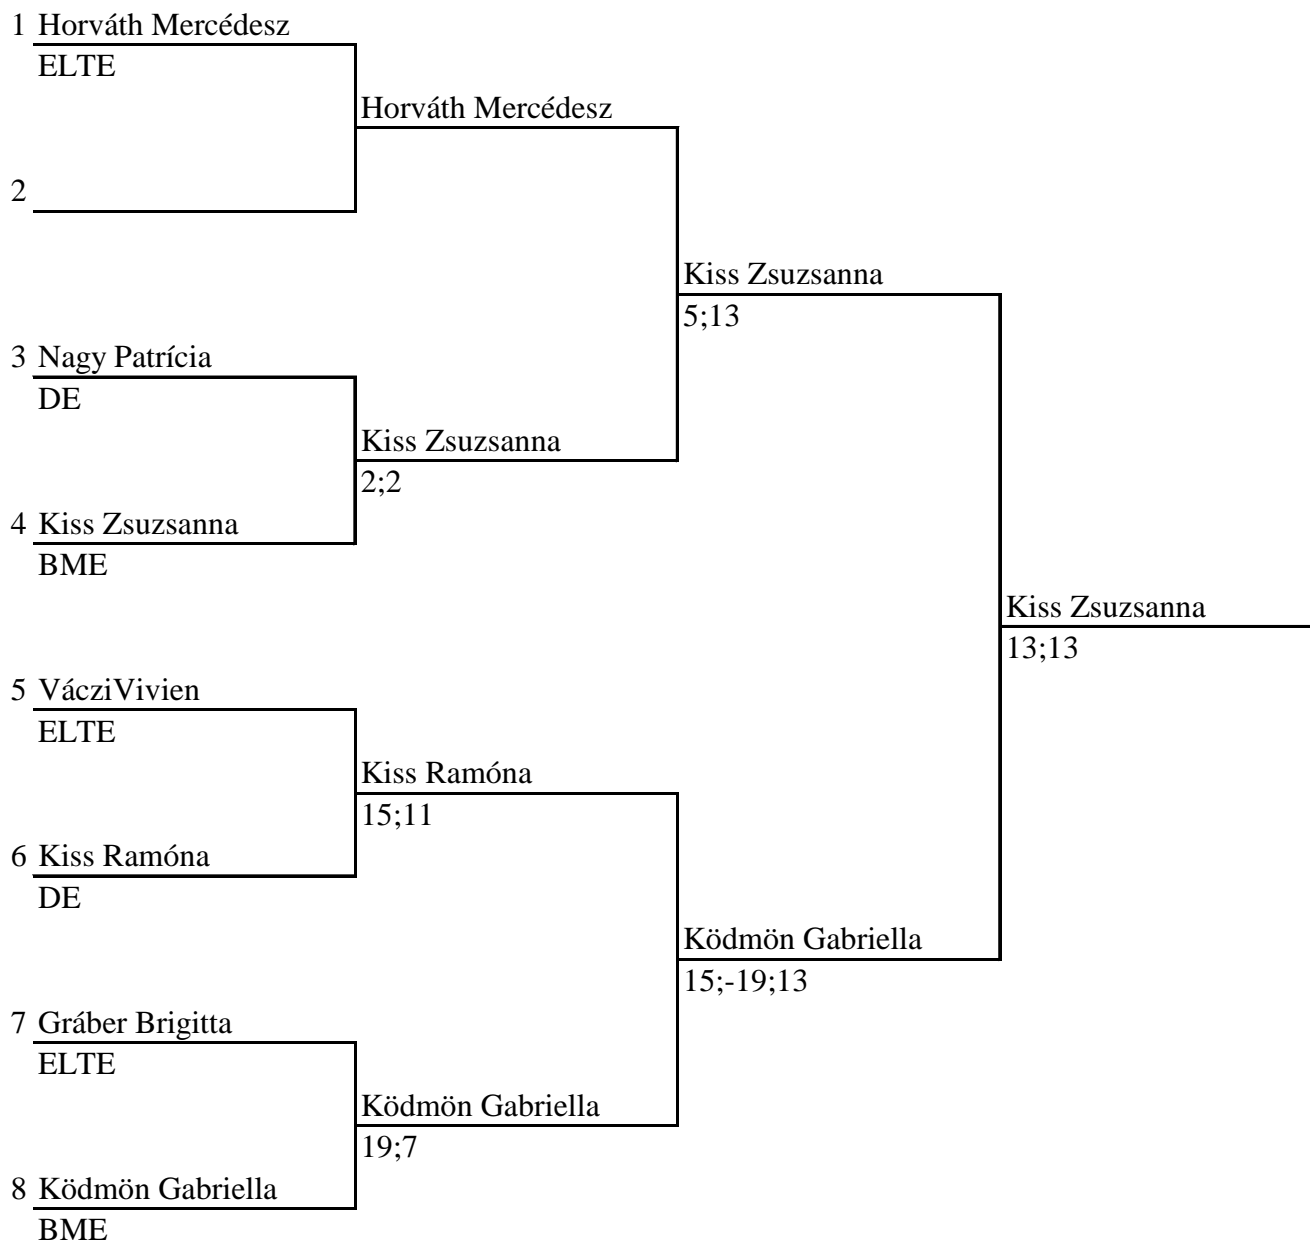 1 Horváth Mercédesz
ELTE
Horváth Mercédesz
2
Kiss Zsuzsanna
5;13
3 Nagy Patrícia
DE
Kiss Zsuzsanna
2;2
4 Kiss Zsuzsanna
BME
Kiss Zsuzsanna
13;13
5 VácziVivien
ELTE
Kiss Ramóna
15;11
6 Kiss Ramóna
DE
Ködmön Gabriella
15;-19;13
7 Gráber Brigitta
ELTE
Ködmön Gabriella
19;7
8 Ködmön Gabriella
BME